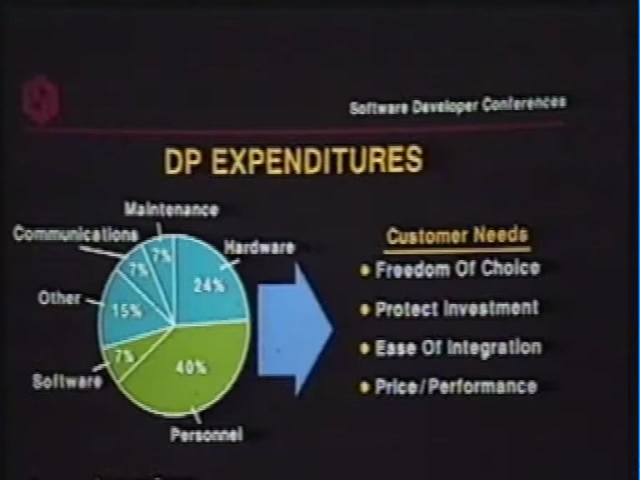 Software Developer Conferences
DP EXPENDITURES
Maintenance
Communications
Hardware
7%
7%
24%
Other
15%
7%
Software
40%
Personnel
Customer Needs
Freedom Of Choice
Protect Investment
Ease Of Integration
Price/Performance